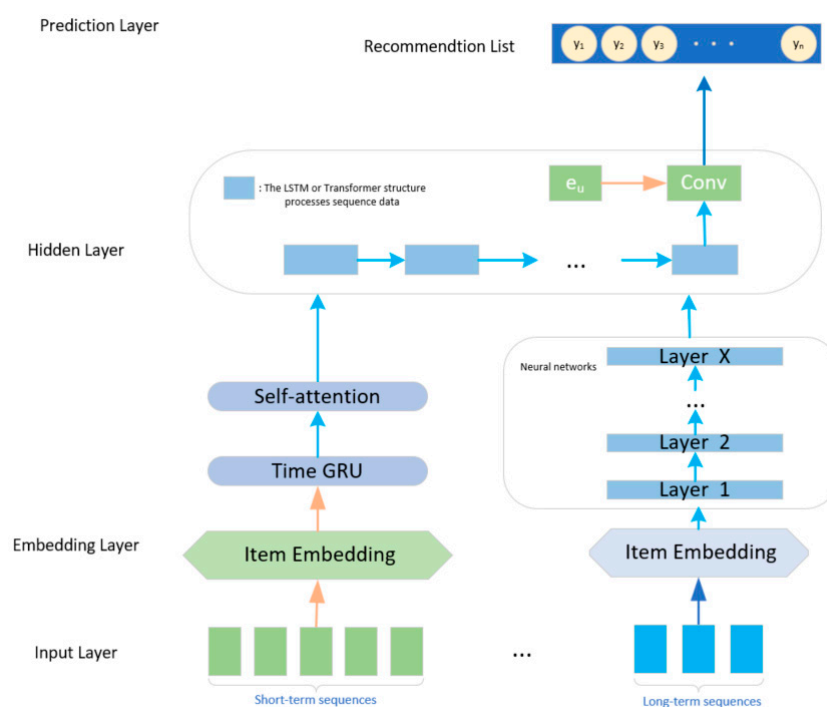 Prediction Layer
Recommendtion List
y1 y2 y3 . . . yn
: The LSTM or Transformer structure
processes sequence data
eu
Conv
Hidden Layer
...
Neural networks
Layer X
...
Self-attention
Layer 2
Time GRU
Layer 1
Embedding Layer
Item Embedding
Item Embedding
Input Layer
...
Short-term sequences
Long-term sequences